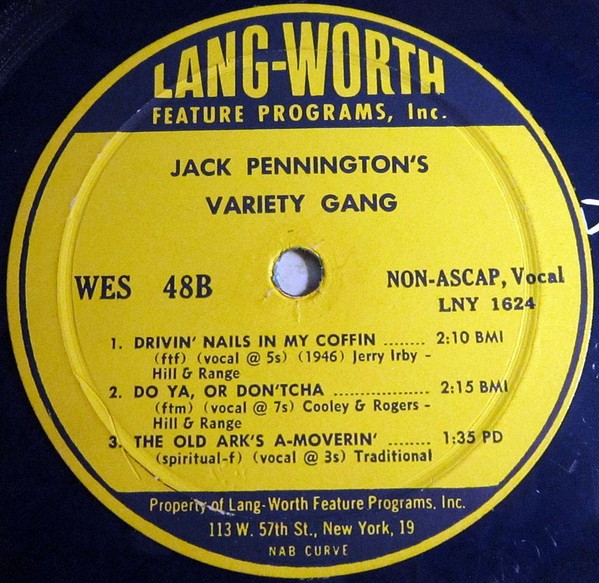 LANG-WORTH
FEATURE PROGRAMS, Inc.
JACK PENNINGTON'S
VARIETY GANG
WES 48B
NON-ASCAP, Vocal
LNY 1624
1. DRIVIN' NAILS IN MY COFFIN ........ 2:10 BMI
(ftf) (vocal @ 5s) (1946) Jerry Irby -
Hill & Range
2. DO YA, OR DON'TCHA .................. 2:15 BMI
(ftm) (vocal @ 7s) Cooley & Rogers -
Hill & Range
3. THE OLD ARK'S A-MOVERIN' ........ 1:35 PD
(spiritual-f) (vocal @ 3s) Traditional
Property of Lang-Worth Feature Programs, Inc.
113 W. 57th St., New York, 19
NAB CURVE